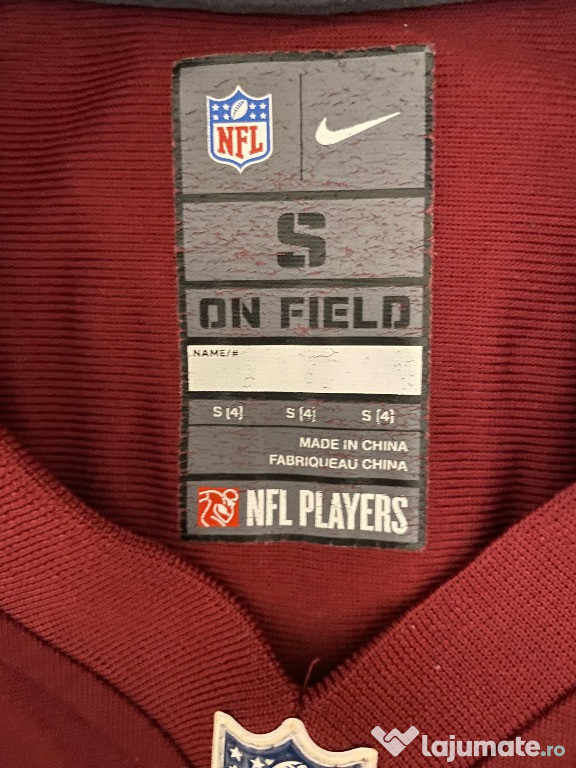 NFL
S
ON FIELD
NAME/#
S [4] S [4] S [4]
MADE IN CHINA
FABRIQUEAU CHINA
NFL PLAYERS
lajumate.ro